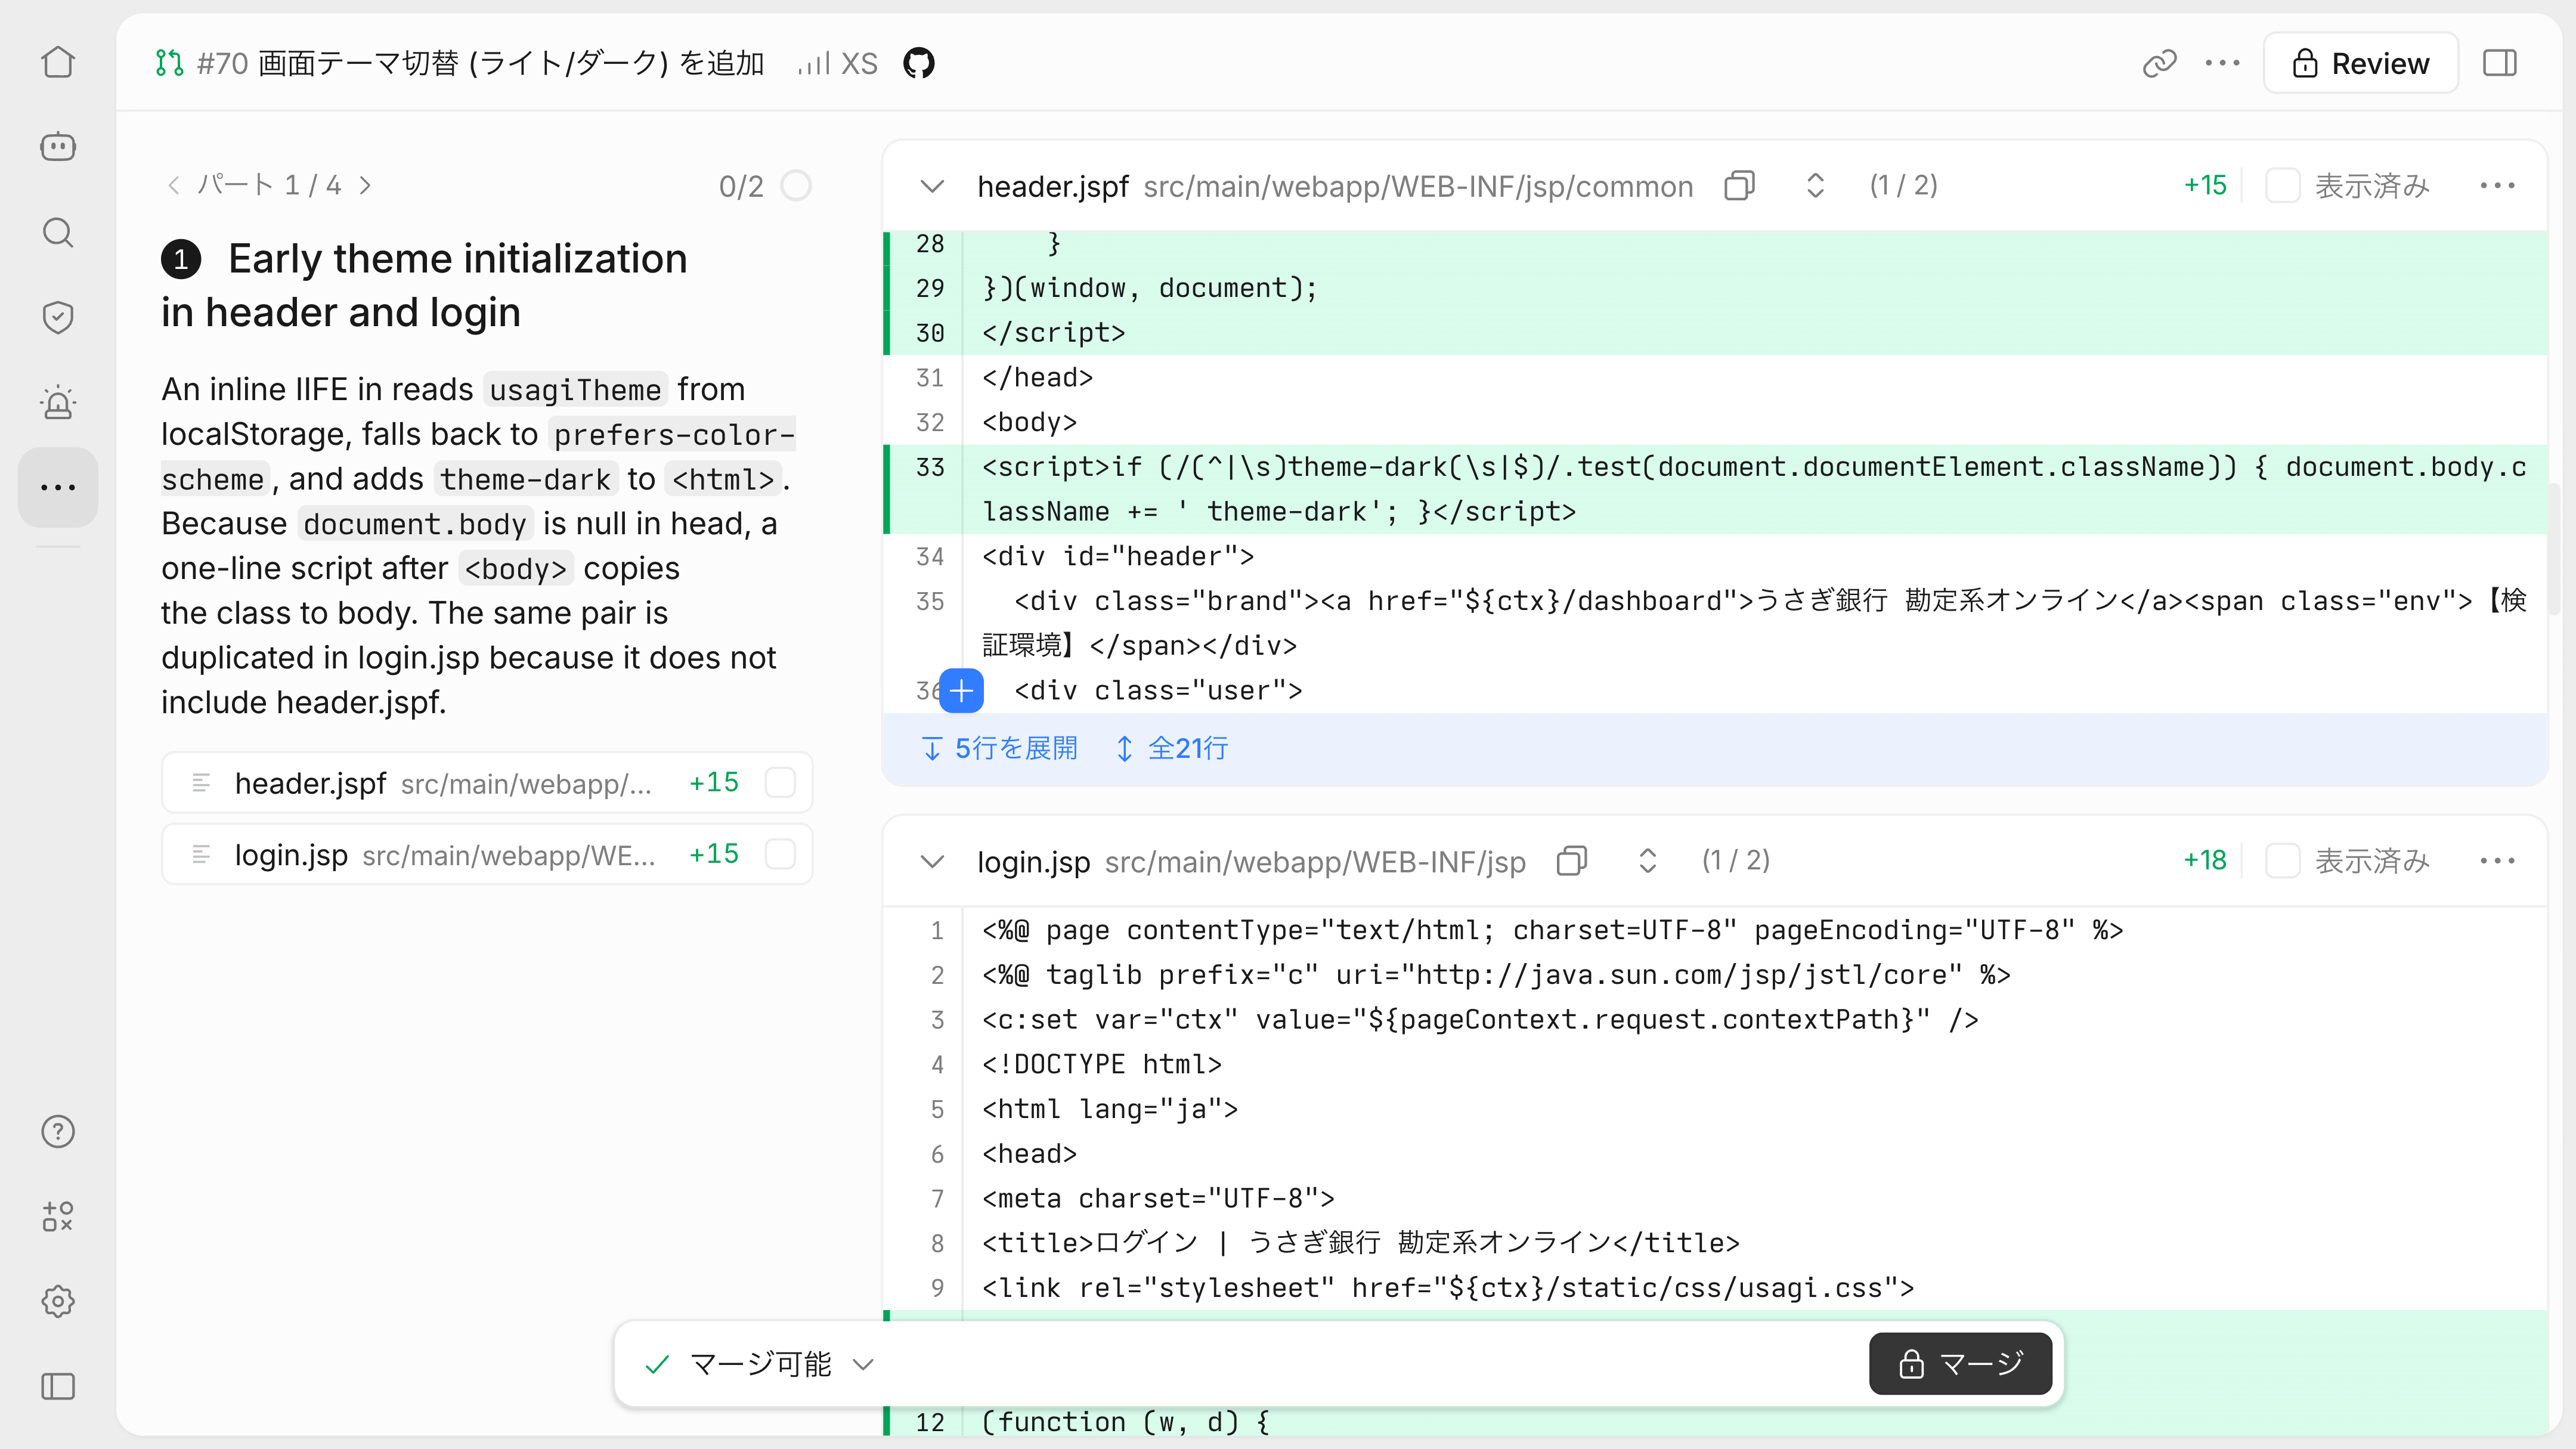 #70 画面テーマ切替 (ライト/ダーク) を追加 XS
Review
パート 1 / 4
0/2
1 Early theme initialization
in header and login
An inline IIFE in reads usagiTheme from
localStorage, falls back to prefers-color-
scheme, and adds theme-dark to <html>.
Because document.body is null in head, a
one-line script after <body> copies
the class to body. The same pair is
duplicated in login.jsp because it does not
include header.jspf.
header.jspf src/main/webapp/... +15
login.jsp src/main/webapp/WE... +15
header.jspf src/main/webapp/WEB-INF/jsp/common (1 / 2) +15 表示済み
28     }
29 })(window, document);
30 </script>
31 </head>
32 <body>
33 <script>if (/(^|\s)theme-dark(\s|$)/.test(document.documentElement.className)) { document.body.c
lassName += ' theme-dark'; }</script>
34 <div id="header">
35   <div class="brand"><a href="${ctx}/dashboard">うさぎ銀行 勘定系オンライン</a><span class="env">【検
証環境】</span></div>
36   <div class="user">
5行を展開 全21行
login.jsp src/main/webapp/WEB-INF/jsp (1 / 2) +18 表示済み
1 <%@ page contentType="text/html; charset=UTF-8" pageEncoding="UTF-8" %>
2 <%@ taglib prefix="c" uri="http://java.sun.com/jsp/jstl/core" %>
3 <c:set var="ctx" value="${pageContext.request.contextPath}" />
4 <!DOCTYPE html>
5 <html lang="ja">
6 <head>
7 <meta charset="UTF-8">
8 <title>ログイン | うさぎ銀行 勘定系オンライン</title>
9 <link rel="stylesheet" href="${ctx}/static/css/usagi.css">
12 (function (w, d) {
マージ可能
マージ